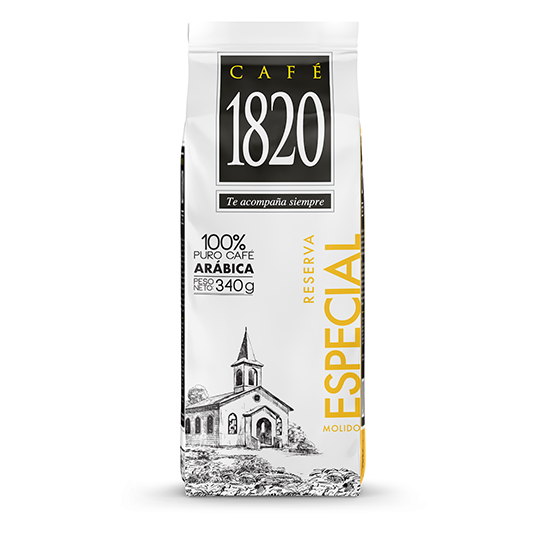 CAFÉ
1820
Te acompaña siempre
100%
PURO CAFÉ
ARÁBICA
PESO NETO 340g
RESERVA
ESPECIAL
MOLIDO